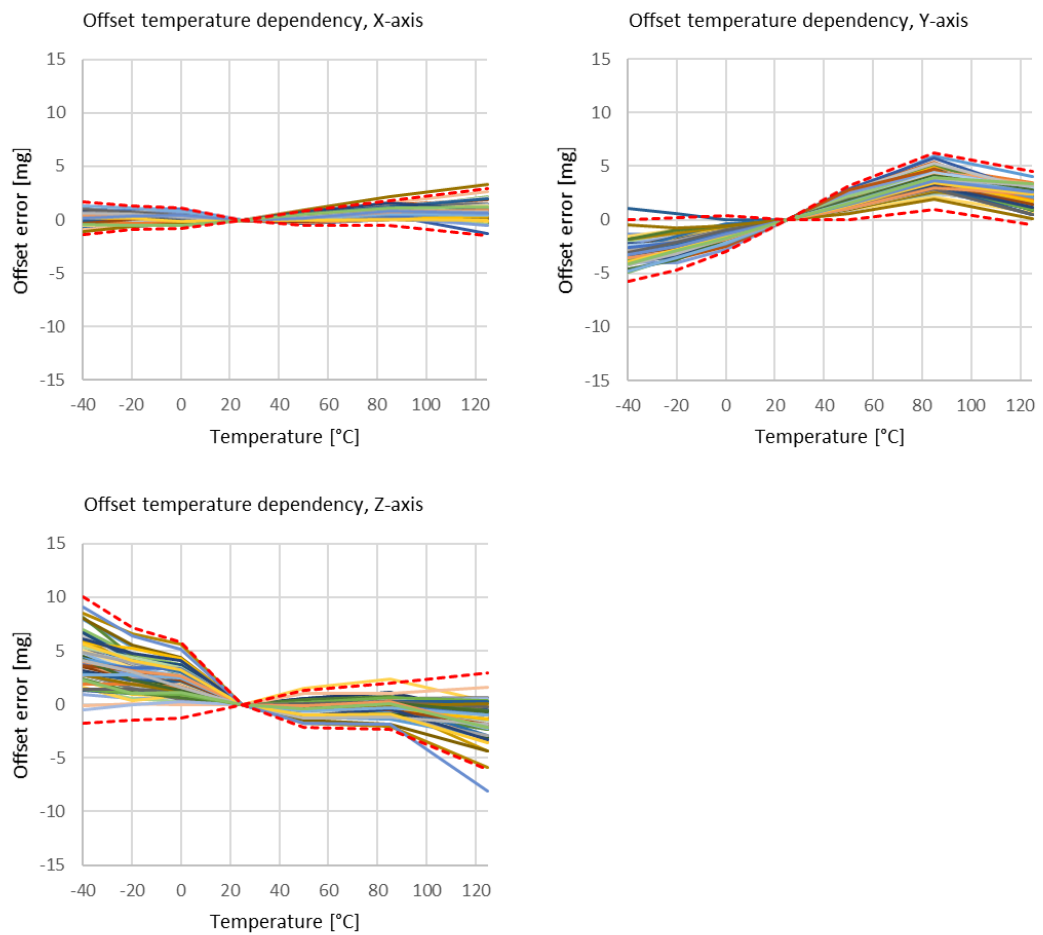 Offset temperature dependency, X-axis
15
10
5
0
-5
-10
-15
Offset error [mg]
-40 -20 0 20 40 60 80 100 120
Temperature [°C]
Offset temperature dependency, Y-axis
15
10
5
0
-5
-10
-15
Offset error [mg]
-40 -20 0 20 40 60 80 100 120
Temperature [°C]
Offset temperature dependency, Z-axis
15
10
5
0
-5
-10
-15
Offset error [mg]
-40 -20 0 20 40 60 80 100 120
Temperature [°C]